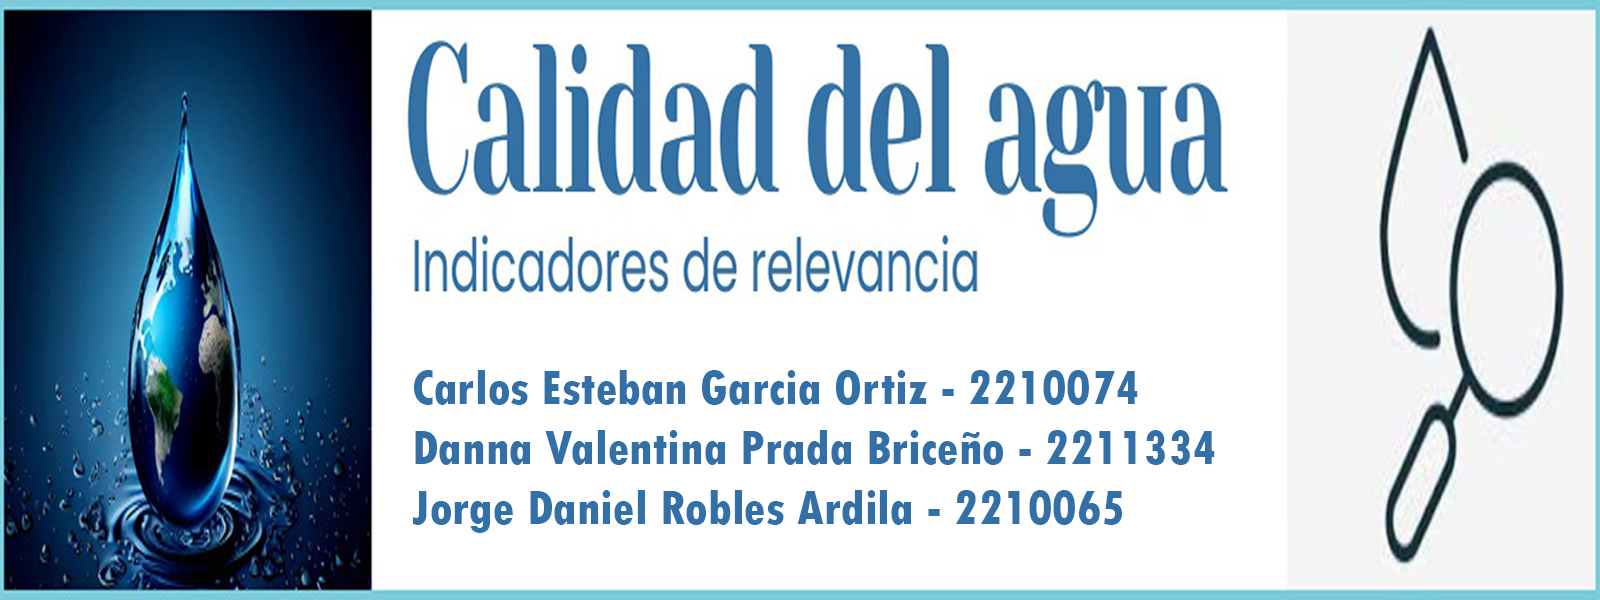 Calidad del agua
Indicadores de relevancia
Carlos Esteban Garcia Ortiz - 2210074
Danna Valentina Prada Briceño - 2211334
Jorge Daniel Robles Ardila - 2210065